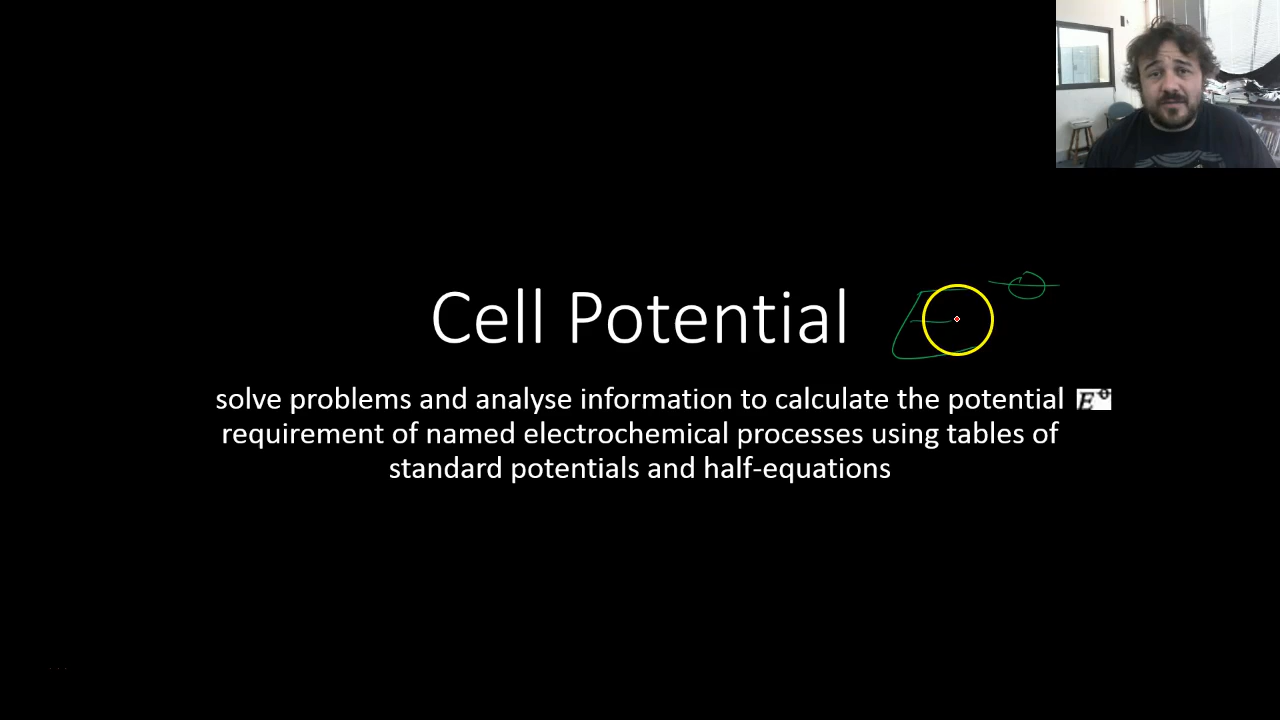 Cell Potential E⦵
solve problems and analyse information to calculate the potential E⦵
requirement of named electrochemical processes using tables of
standard potentials and half-equations